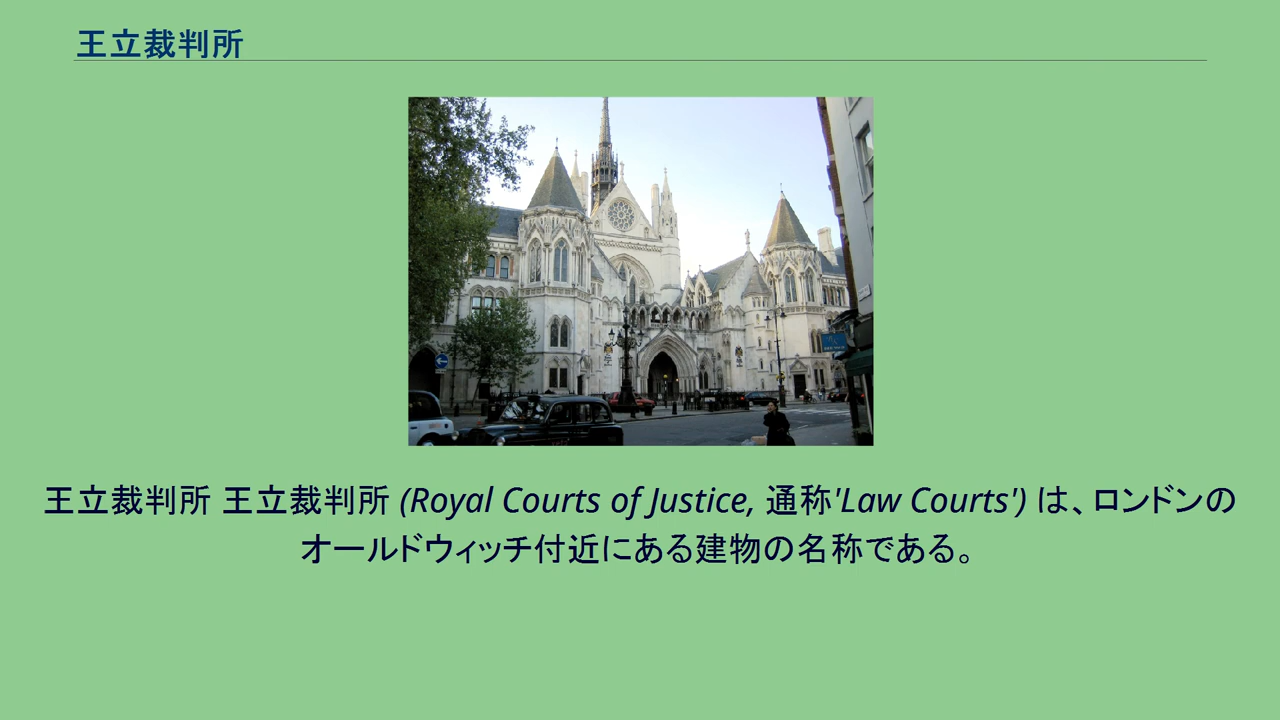 王立裁判所
王立裁判所 王立裁判所 (Royal Courts of Justice, 通称'Law Courts') は、ロンドンの
オールドウィッチ付近にある建物の名称である。